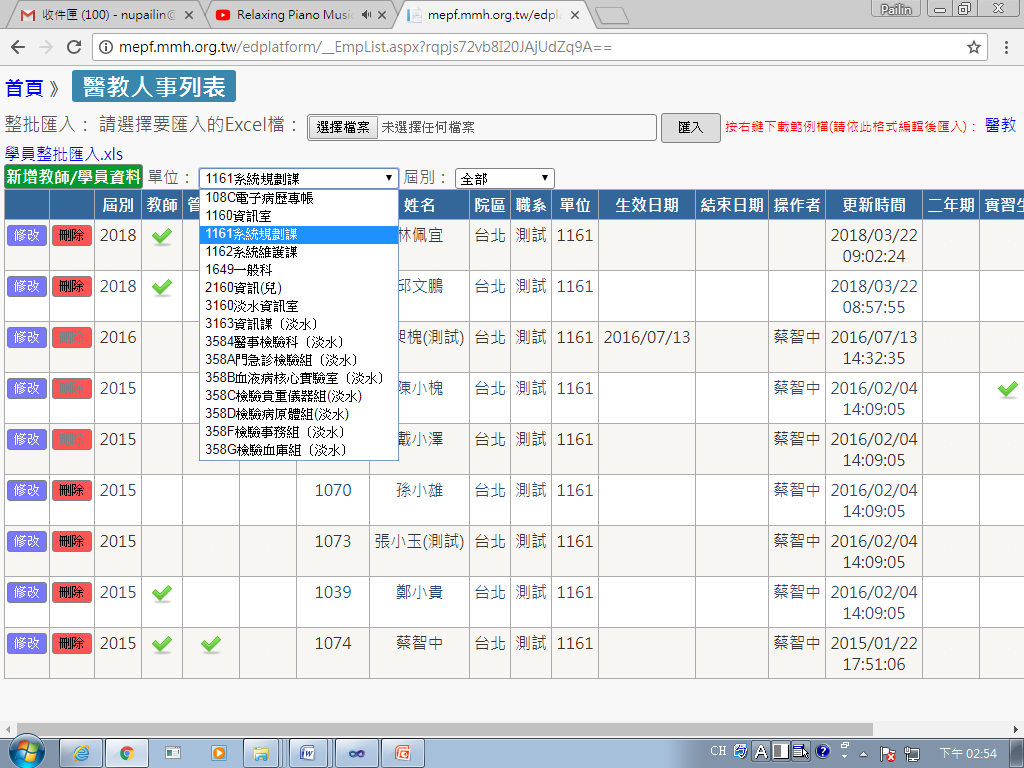 收件匣 (100) - nupailin@
Relaxing Piano Music
mepf.mmh.org.tw/edpla
Pailin
mepf.mmh.org.tw/edplatform/__EmpList.aspx?rqpjs72vb8I20JAjUdZq9A==
首頁 》 醫教人事列表
整批匯入： 請選擇要匯入的Excel檔： 選擇檔案 未選擇任何檔案 匯入 按右鍵下載範例檔(請依此格式編輯後匯入)： 醫教
學員整批匯入.xls
新增教師/學員資料 單位： 1161系統規劃課 屆別： 全部
108C電子病歷專帳
1160資訊室
1161系統規劃課
1162系統維護課
1649一般科
2160資訊(兒)
3160淡水資訊室
3163資訊課〔淡水〕
3584醫事檢驗科〔淡水〕
358A門急診檢驗組〔淡水〕
358B血液病核心實驗室〔淡水〕
358C檢驗貴重儀器組(淡水)
358D檢驗病原體組(淡水)
358F檢驗事務組〔淡水〕
358G檢驗血庫組〔淡水〕
屆別 教師 姓名 院區 職系 單位 生效日期 結束日期 操作者 更新時間 二年期 實習生
修改 刪除 2018 林佩宜 台北 測試 1161 2018/03/22
09:02:24
修改 刪除 2018 邱文鵬 台北 測試 1161 2018/03/22
08:57:55
修改 刪除 2016 槐(測試) 台北 測試 1161 2016/07/13 蔡智中 2016/07/13
14:32:35
修改 刪除 2015 陳小槐 台北 測試 1161 蔡智中 2016/02/04
14:09:05
修改 刪除 2015 戴小澤 台北 測試 1161 蔡智中 2016/02/04
14:09:05
修改 刪除 2015 1070 孫小雄 台北 測試 1161 蔡智中 2016/02/04
14:09:05
修改 刪除 2015 1073 張小玉(測試) 台北 測試 1161 蔡智中 2016/02/04
14:09:05
修改 刪除 2015 1039 鄭小貴 台北 測試 1161 蔡智中 2016/02/04
14:09:05
修改 刪除 2015 1074 蔡智中 台北 測試 1161 蔡智中 2015/01/22
17:51:06
CH
下午 02:54